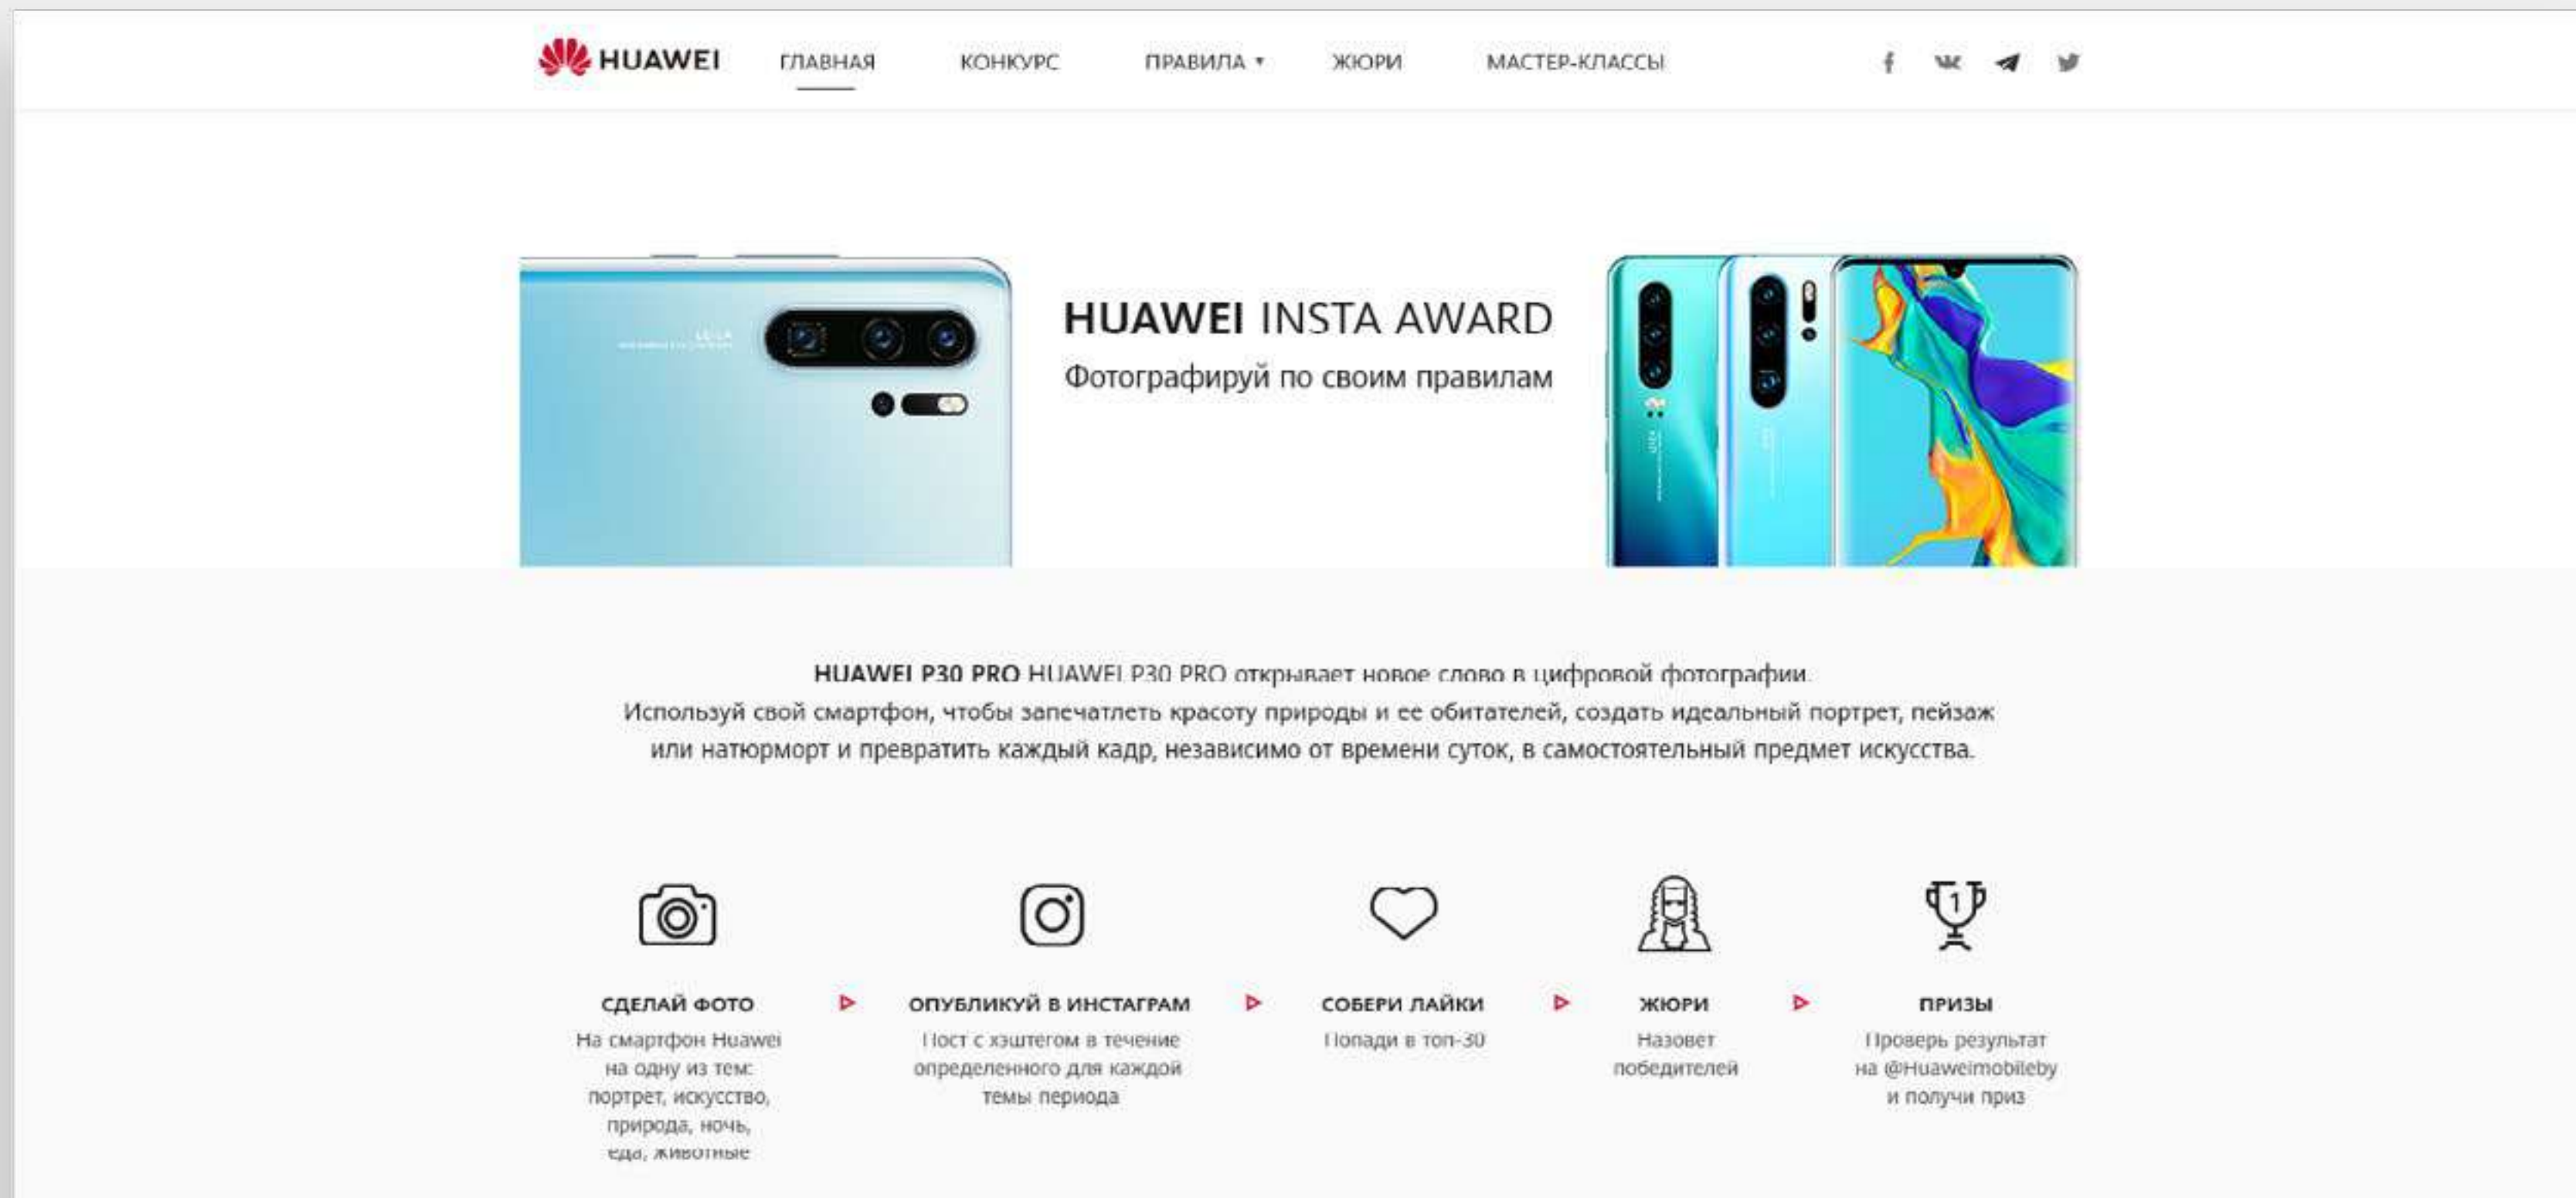 HUAWEI ГЛАВНАЯ КОНКУРС ПРАВИЛА ▾ ЖЮРИ МАСТЕР-КЛАССЫ
HUAWEI INSTA AWARD
Фотографируй по своим правилам
HUAWEI P30 PRO HUAWEI P30 PRO открывает новое слово в цифровой фотографии.
Используй свой смартфон, чтобы запечатлеть красоту природы и ее обитателей, создать идеальный портрет, пейзаж
или натюрморт и превратить каждый кадр, независимо от времени суток, в самостоятельный предмет искусства.
СДЕЛАЙ ФОТО
На смартфон Huawei
на одну из тем:
портрет, искусство,
природа, ночь,
еда, животные
ОПУБЛИКУЙ В ИНСТАГРАМ
Пост с хэштегом в течение
определенного для каждой
темы периода
СОБЕРИ ЛАЙКИ
Попади в топ-30
ЖЮРИ
Назовет
победителей
1
ПРИЗЫ
Проверь результат
на @Huaweimobileby
и получи приз